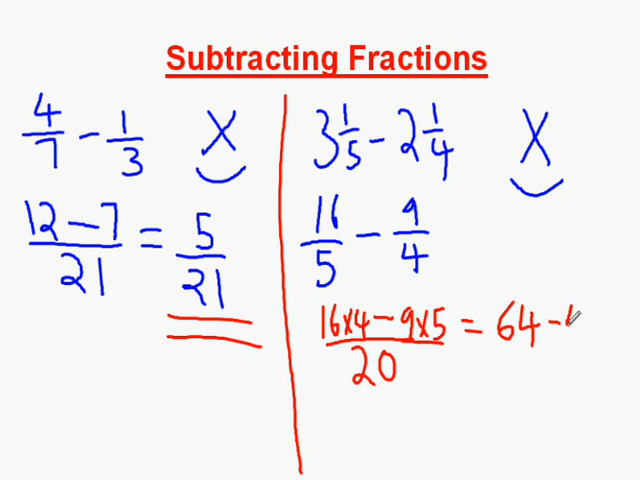 Subtracting Fractions
4/7 - 1/3 X
12 - 7/21 = 5/21
3 1/5 - 2 1/4 X
16/5 - 9/4
16x4 - 9x5/20 = 64 -